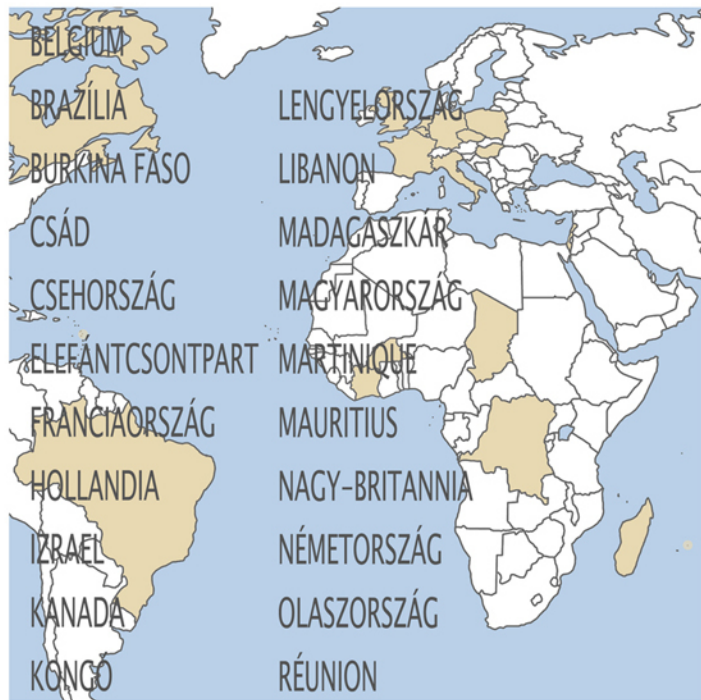 BELGIUM
BRAZÍLIA
BURKINA FASO
CSÁD
CSEHORSZÁG
ELEFÁNTCSONTPART
FRANCIAORSZÁG
HOLLANDIA
IZRAEL
KANADA
KONGÓ
LENGYELORSZÁG
LIBANON
MADAGASZKÁR
MAGYARORSZÁG
MARTINIQUE
MAURITIUS
NAGY-BRITANNIA
NÉMETORSZÁG
OLASZORSZÁG
RÉUNION